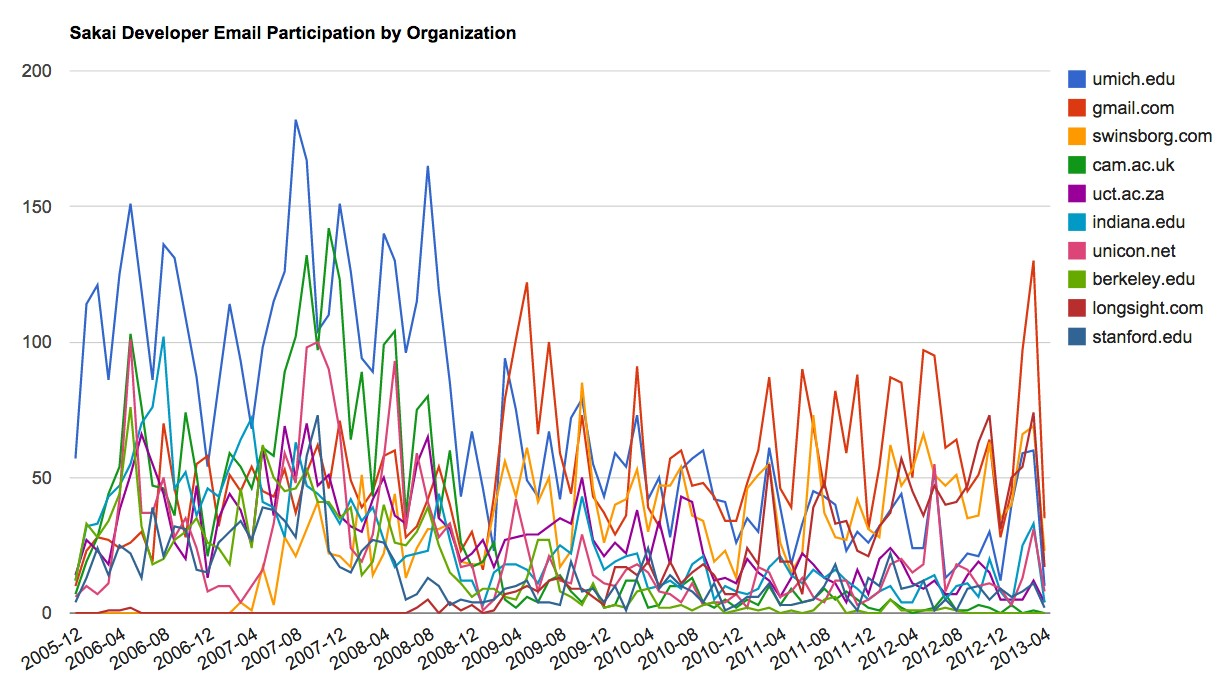 Sakai Developer Email Participation by Organization
200
150
100
50
0
umich.edu
gmail.com
swinsborg.com
cam.ac.uk
uct.ac.za
indiana.edu
unicon.net
berkeley.edu
longsight.com
stanford.edu
2005-12
2006-04
2006-08
2006-12
2007-04
2007-08
2007-12
2008-04
2008-08
2008-12
2009-04
2009-08
2009-12
2010-04
2010-08
2010-12
2011-04
2011-08
2011-12
2012-04
2012-08
2012-12
2013-04